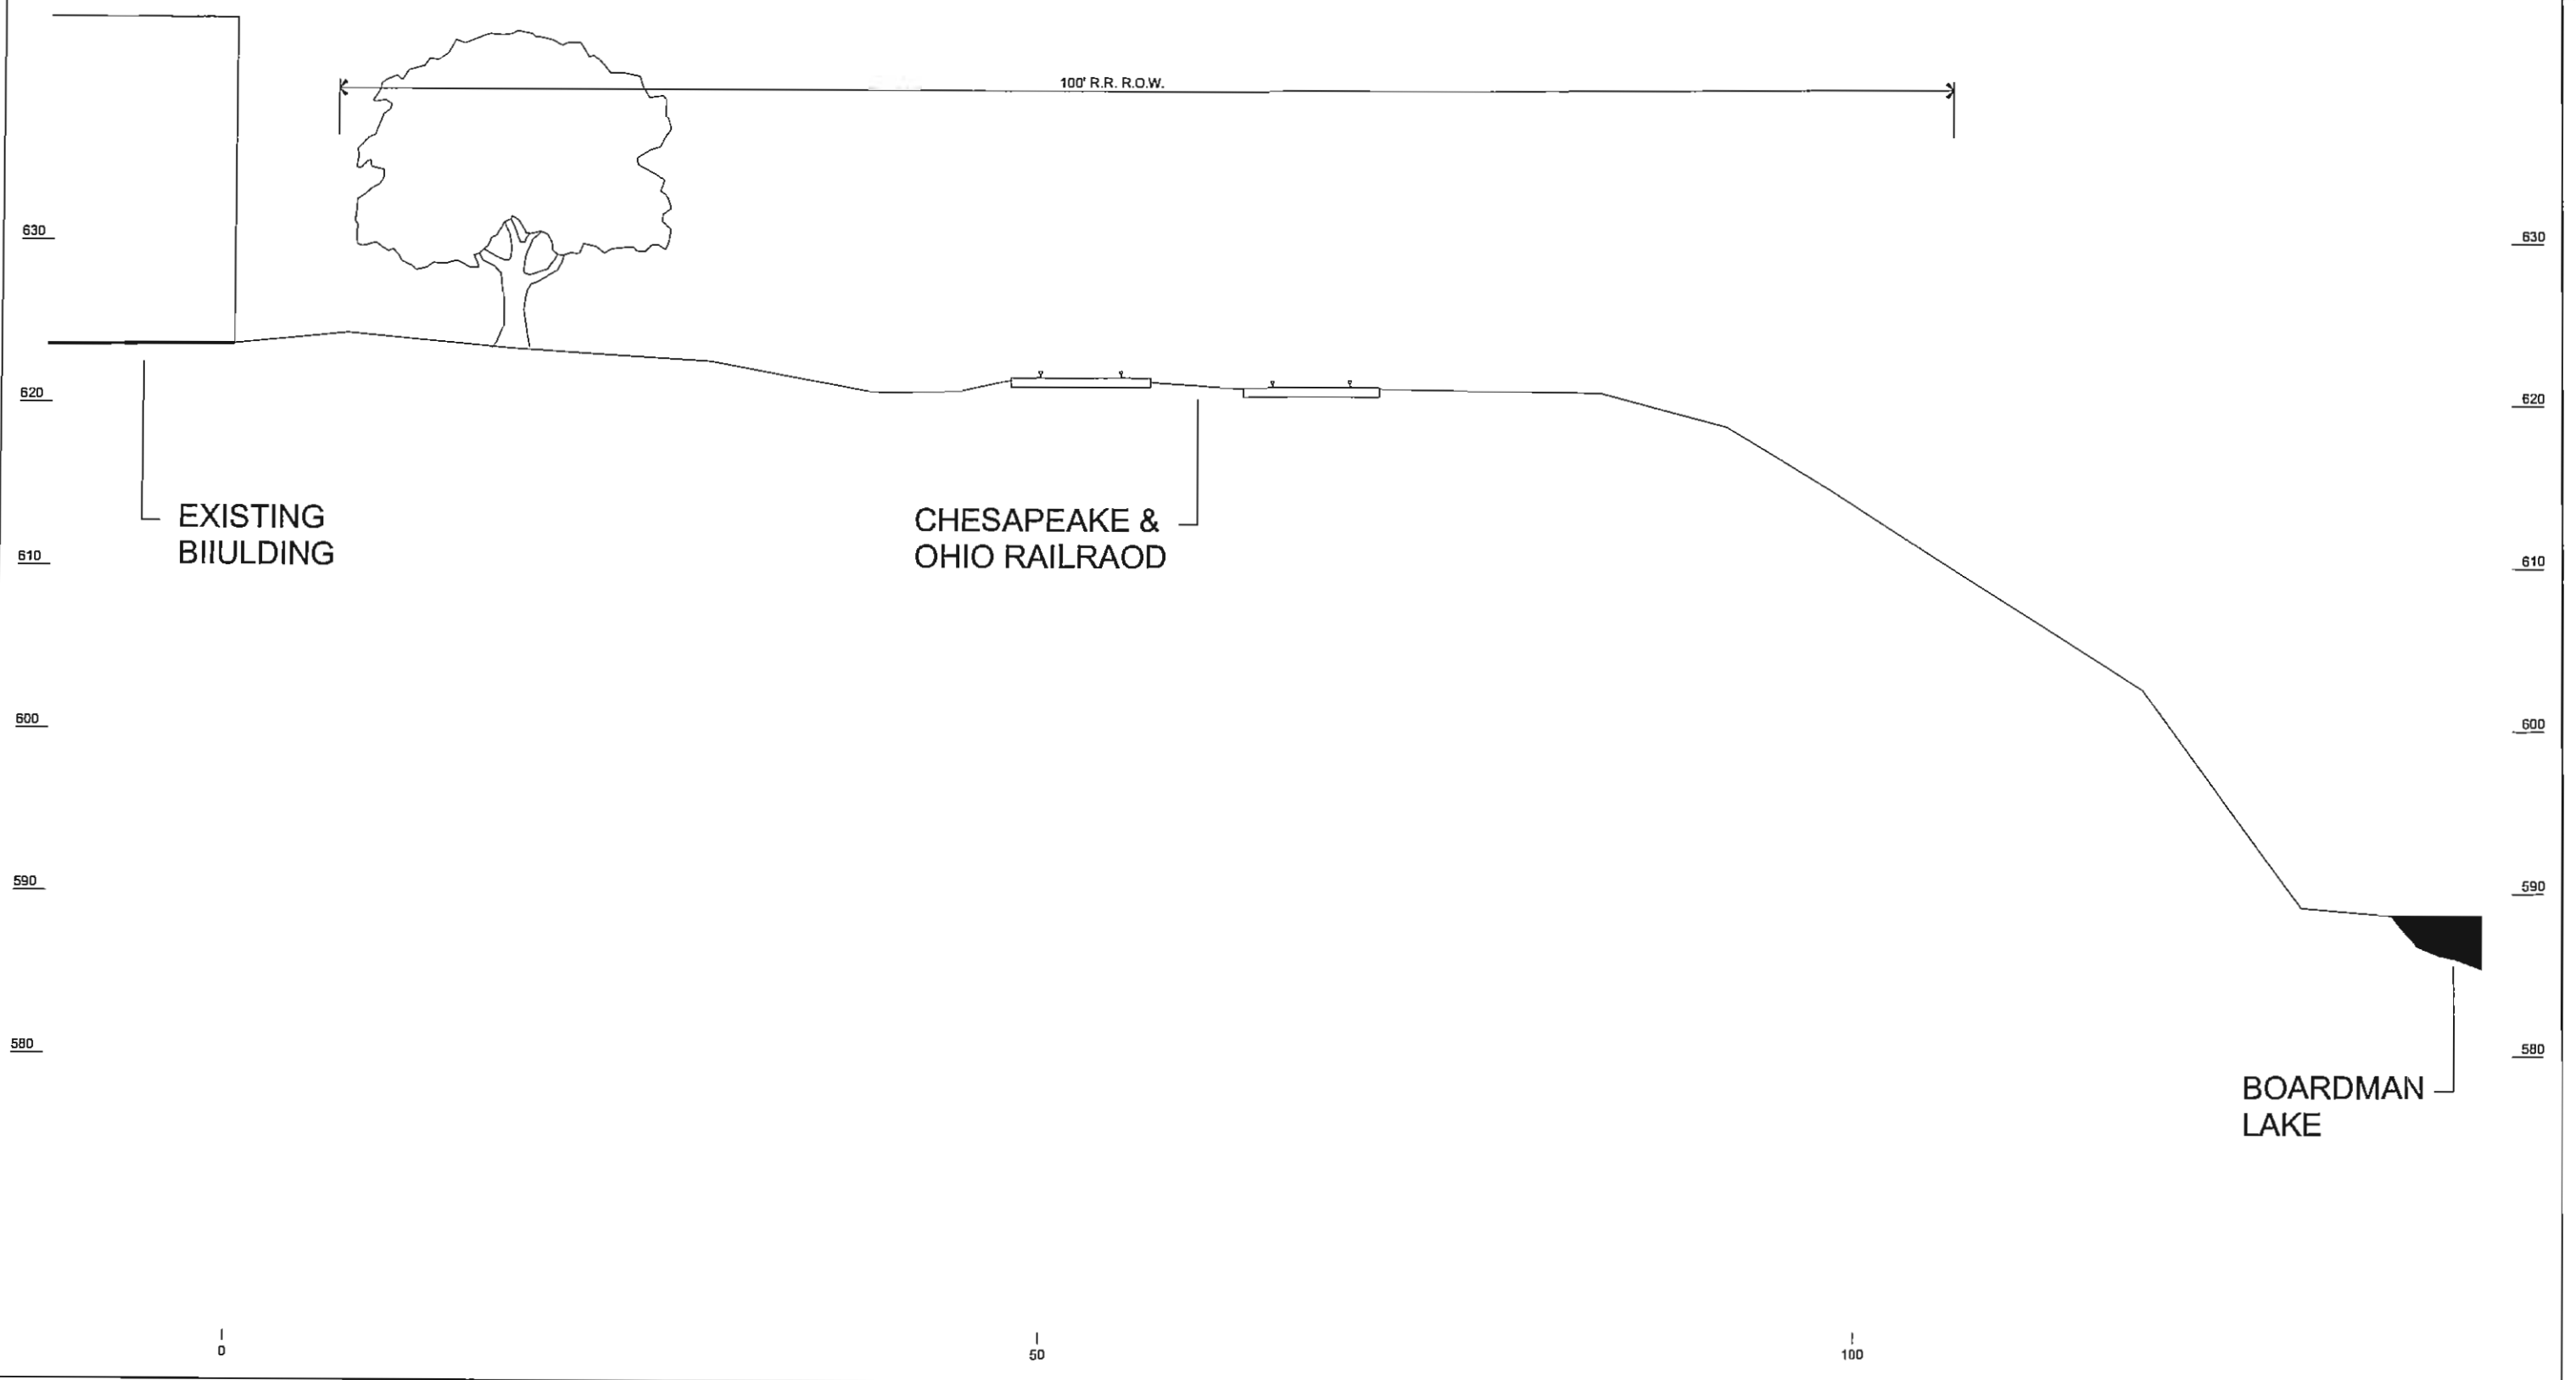 100' R.R. R.O.W.
630
630
620
620
EXISTING
BIIULDING
CHESAPEAKE &
OHIO RAILRAOD
610
610
600
600
590
590
580
580
BOARDMAN
LAKE
0
50
100